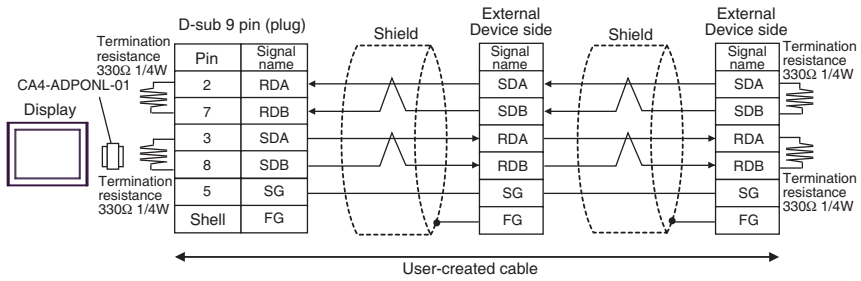 D-sub 9 pin (plug)
Shield
External
Device side
Shield
External
Device side
Termination
resistance
330Ω 1/4W
CA4-ADPONL-01
Display
Pin
Signal
name
2
RDA
7
RDB
3
SDA
8
SDB
5
SG
Shell
FG
Termination
resistance
330Ω 1/4W
Signal
name
SDA
SDB
RDA
RDB
SG
FG
Signal
name
SDA
SDB
RDA
RDB
SG
FG
Termination
resistance
330Ω 1/4W
Termination
resistance
330Ω 1/4W
User-created cable